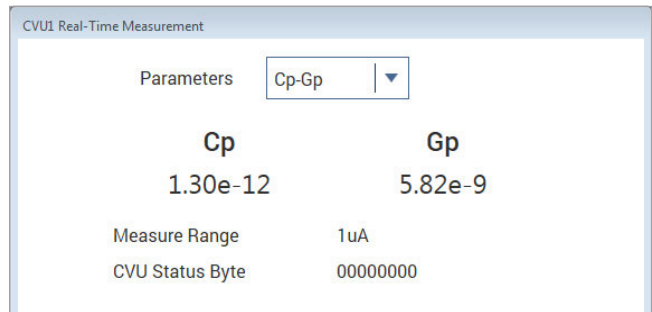 CVU1 Real-Time Measurement
Parameters Cp-Gp
Cp Gp
1.30e-12 5.82e-9
Measure Range 1uA
CVU Status Byte 00000000